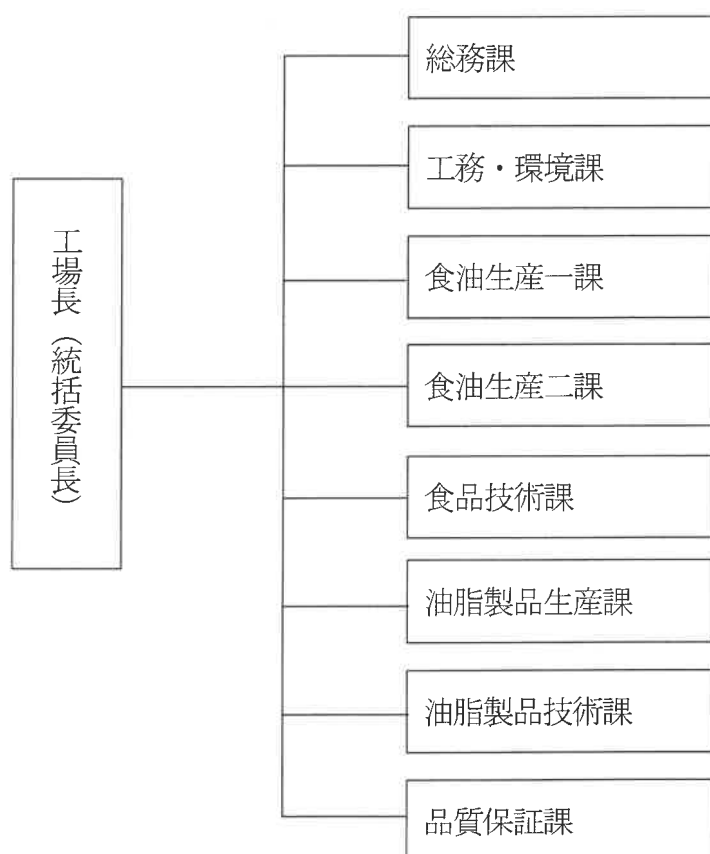 工場長（統括委員長）
総務課
工務・環境課
食油生産一課
食油生産二課
食品技術課
油脂製品生産課
油脂製品技術課
品質保証課